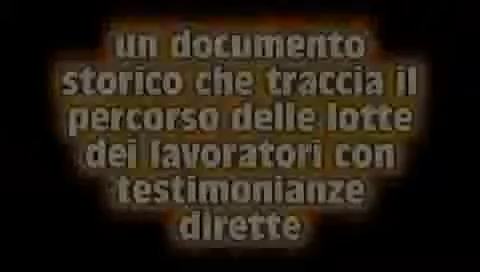 un documento
storico che traccia il
percorso delle lotte
dei lavoratori con
testimonianze
dirette